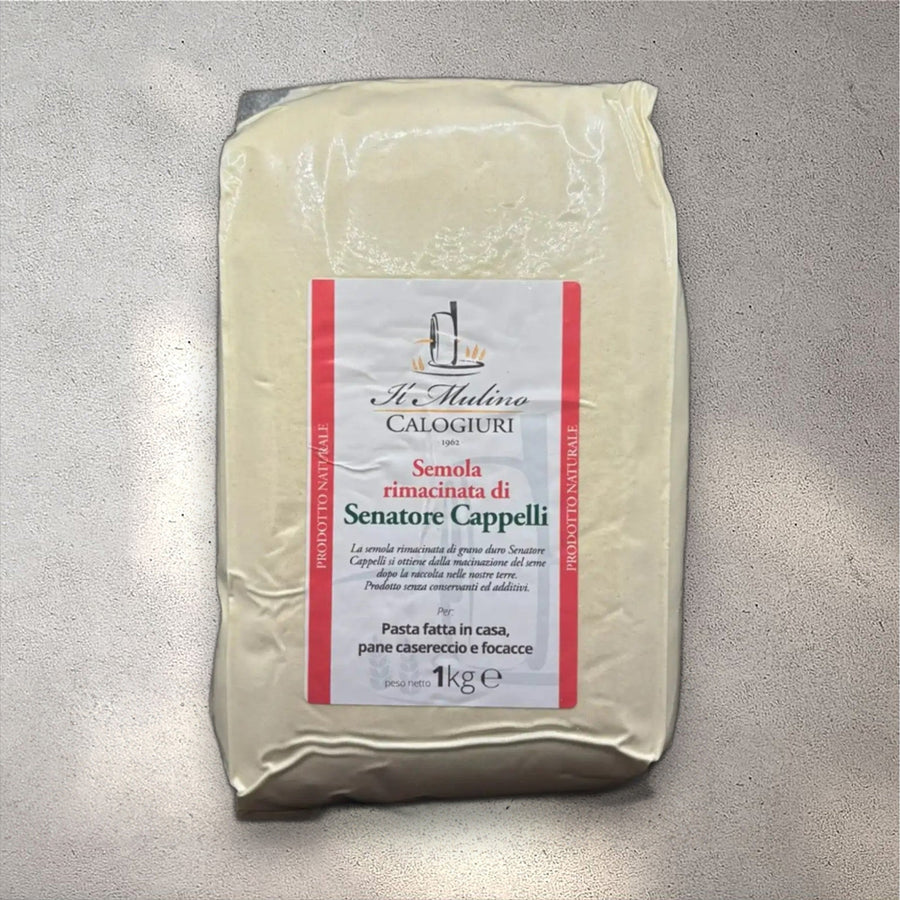 Il Mulino
CALOGIURI
1962
Semola
rimacinata di
Senatore Cappelli
La semola rimacinata di grano duro Senatore
Cappelli si ottiene dalla macinazione del seme
dopo la raccolta nelle nostre terre.
Prodotto senza conservanti ed additivi.
Per:
Pasta fatta in casa,
pane casereccio e focacce
peso netto 1kg ℮
PRODOTTO NATURALE
PRODOTTO NATURALE